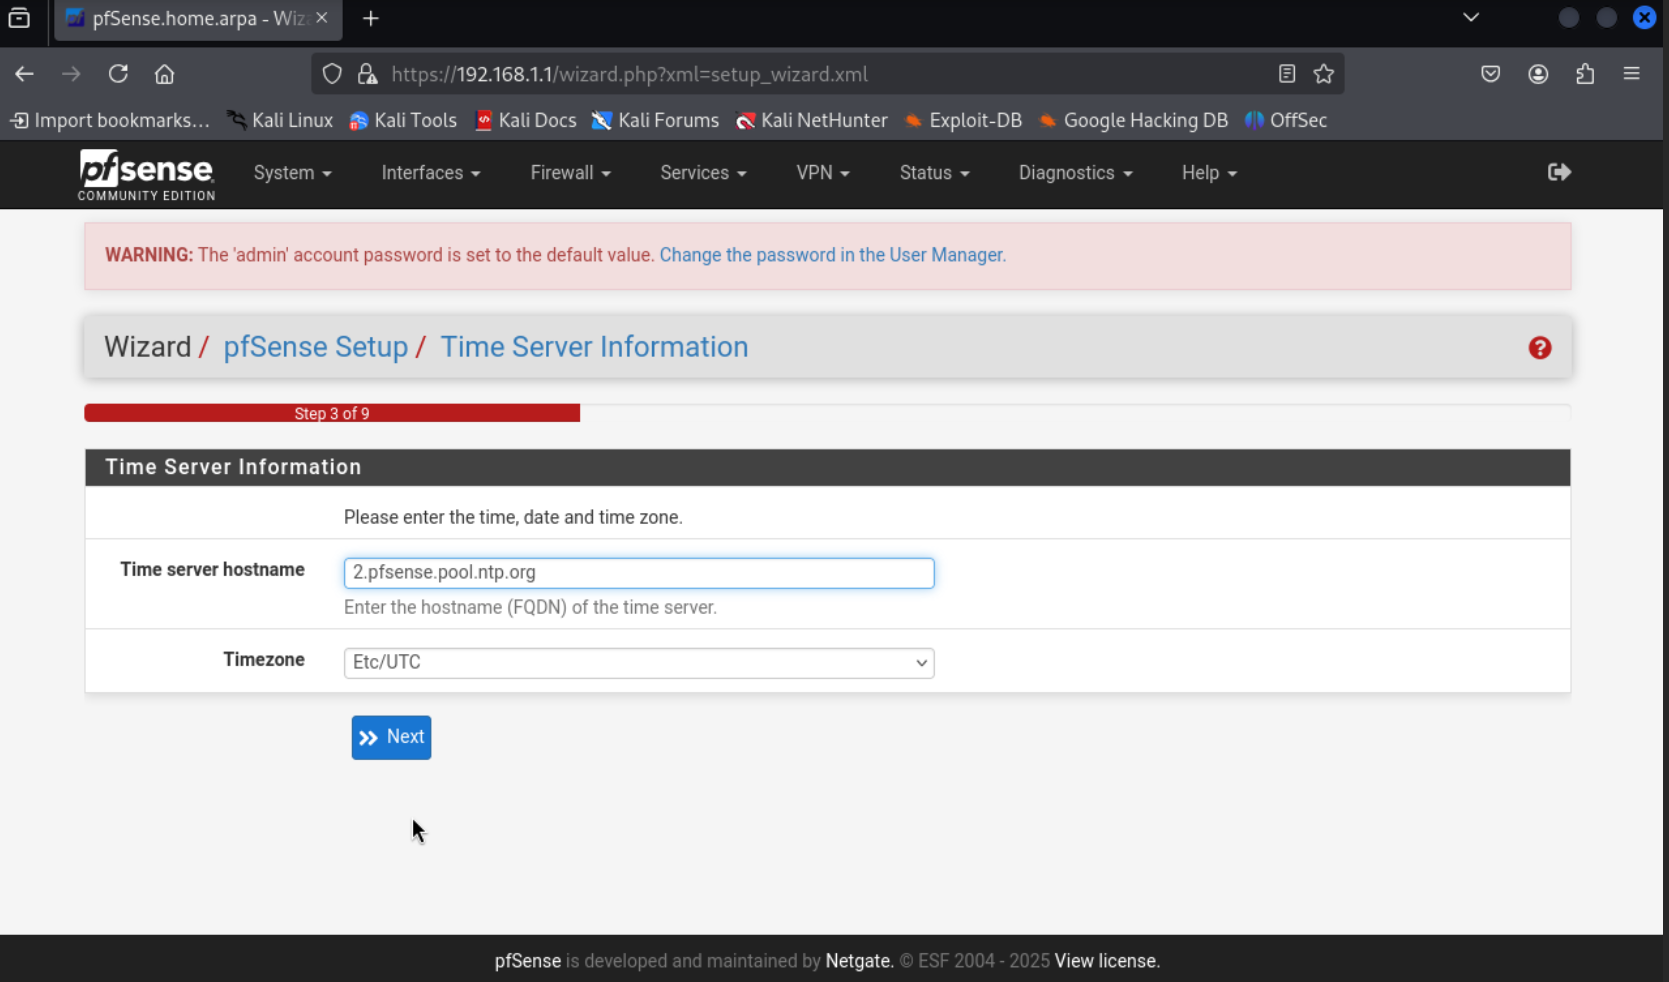 pfSense.home.arpa - Wiz
https://192.168.1.1/wizard.php?xml=setup_wizard.xml
Import bookmarks... Kali Linux Kali Tools Kali Docs Kali Forums Kali NetHunter Exploit-DB Google Hacking DB OffSec
pfsense COMMUNITY EDITION
System Interfaces Firewall Services VPN Status Diagnostics Help
WARNING: The 'admin' account password is set to the default value. Change the password in the User Manager.
Wizard / pfSense Setup / Time Server Information
Step 3 of 9
Time Server Information
Please enter the time, date and time zone.
Time server hostname
2.pfsense.pool.ntp.org
Enter the hostname (FQDN) of the time server.
Timezone
Etc/UTC
Next
pfSense is developed and maintained by Netgate. © ESF 2004 - 2025 View license.